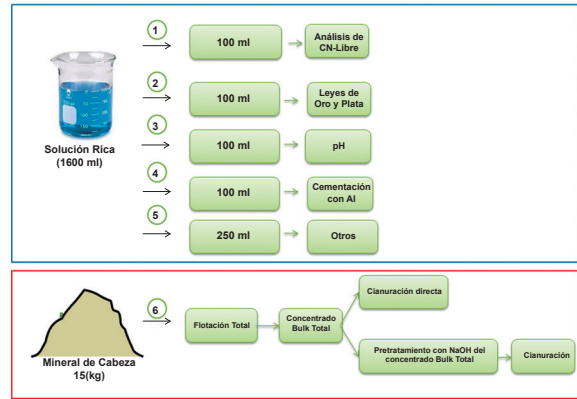 1
100 ml
Análisis de
CN-Libre
2
100 ml
Leyes de
Oro y Plata
3
100 ml
pH
Solución Rica
(1600 ml)
4
100 ml
Cementación
con Al
5
250 ml
Otros
6
Cianuración directa
Flotación Total
Concentrado
Bulk Total
Pretratamiento con NaOH del
concentrado Bulk Total
Cianuración
Mineral de Cabeza
15(kg)